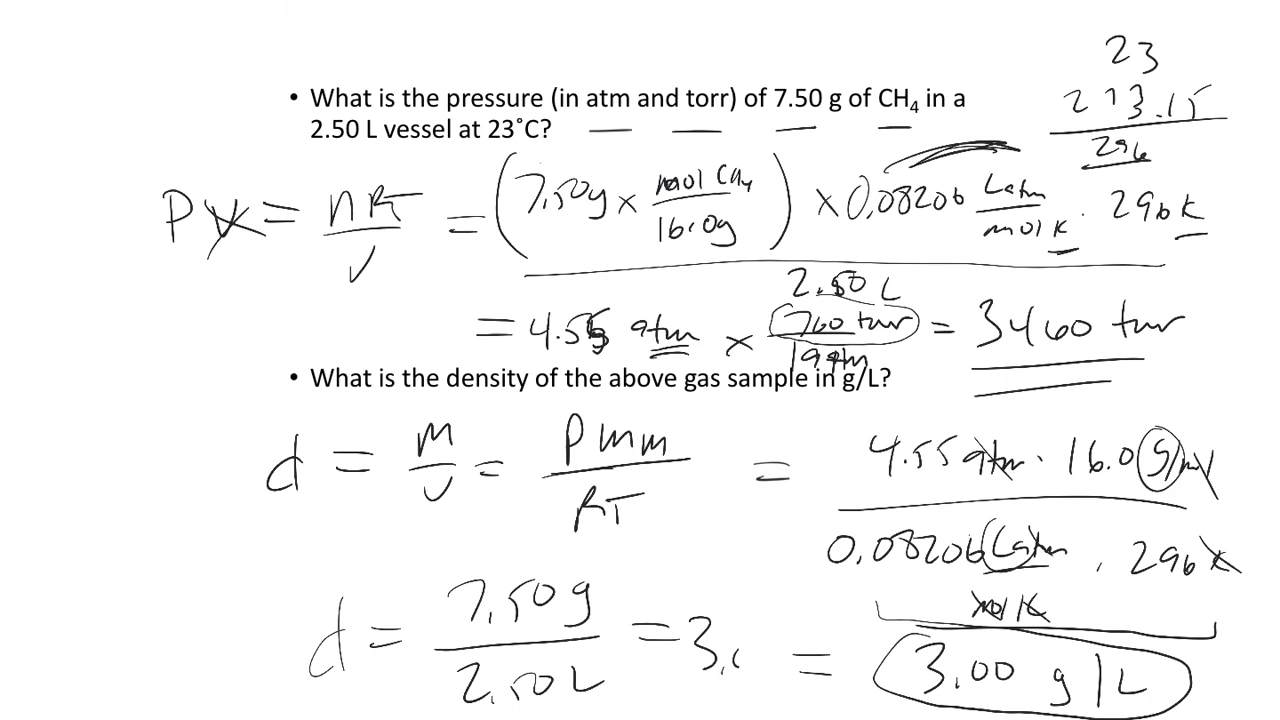 23
• What is the pressure (in atm and torr) of 7.50 g of CH₄ in a
273.15
2.50 L vessel at 23˚C?
296
PV = nRT / V = (7.50g × mol CH₄ / 16.0g) × 0.08206 L atm / mol K · 296 K
2.50 L
= 4.55 atm × 760 torr / 1 atm = 3460 torr
• What is the density of the above gas sample in g/L?
d = m / V = P mm / RT = 4.55 atm · 16.0 g/mol
0.08206 L atm / mol K · 296 K
d = 7.50 g / 2.50 L = 3.0
= 3.00 g/L